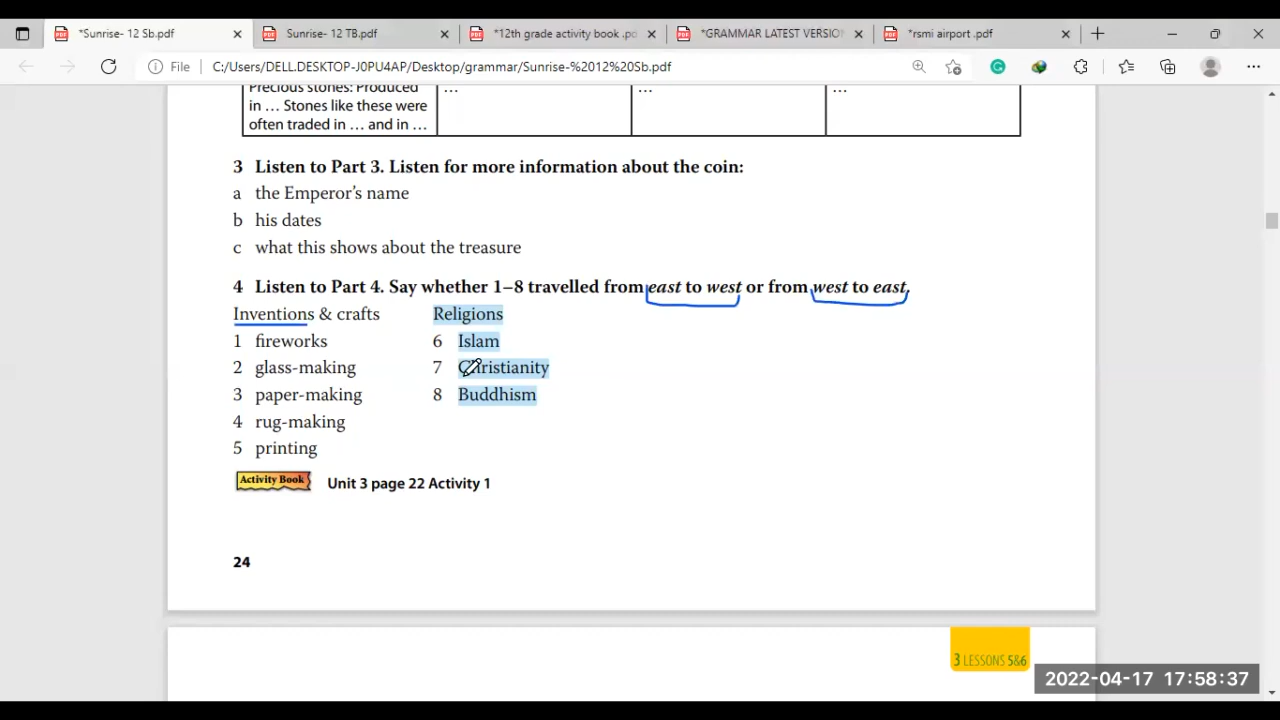 *Sunrise- 12 Sb.pdf
Sunrise- 12 TB.pdf
*12th grade activity book .pd
*GRAMMAR LATEST VERSION
*rsmi airport .pdf
File
C:/Users/DELL.DESKTOP-J0PU4AP/Desktop/grammar/Sunrise-%2012%20Sb.pdf
Precious stones: Produced
in … Stones like these were
often traded in … and in …
…
…
…
3 Listen to Part 3. Listen for more information about the coin:
a the Emperor's name
b his dates
c what this shows about the treasure
4 Listen to Part 4. Say whether 1–8 travelled from east to west or from west to east.
Inventions & crafts
1 fireworks
2 glass-making
3 paper-making
4 rug-making
5 printing
Religions
6 Islam
7 Christianity
8 Buddhism
Activity Book Unit 3 page 22 Activity 1
24
3 LESSONS 5&6
2022-04-17 17:58:37